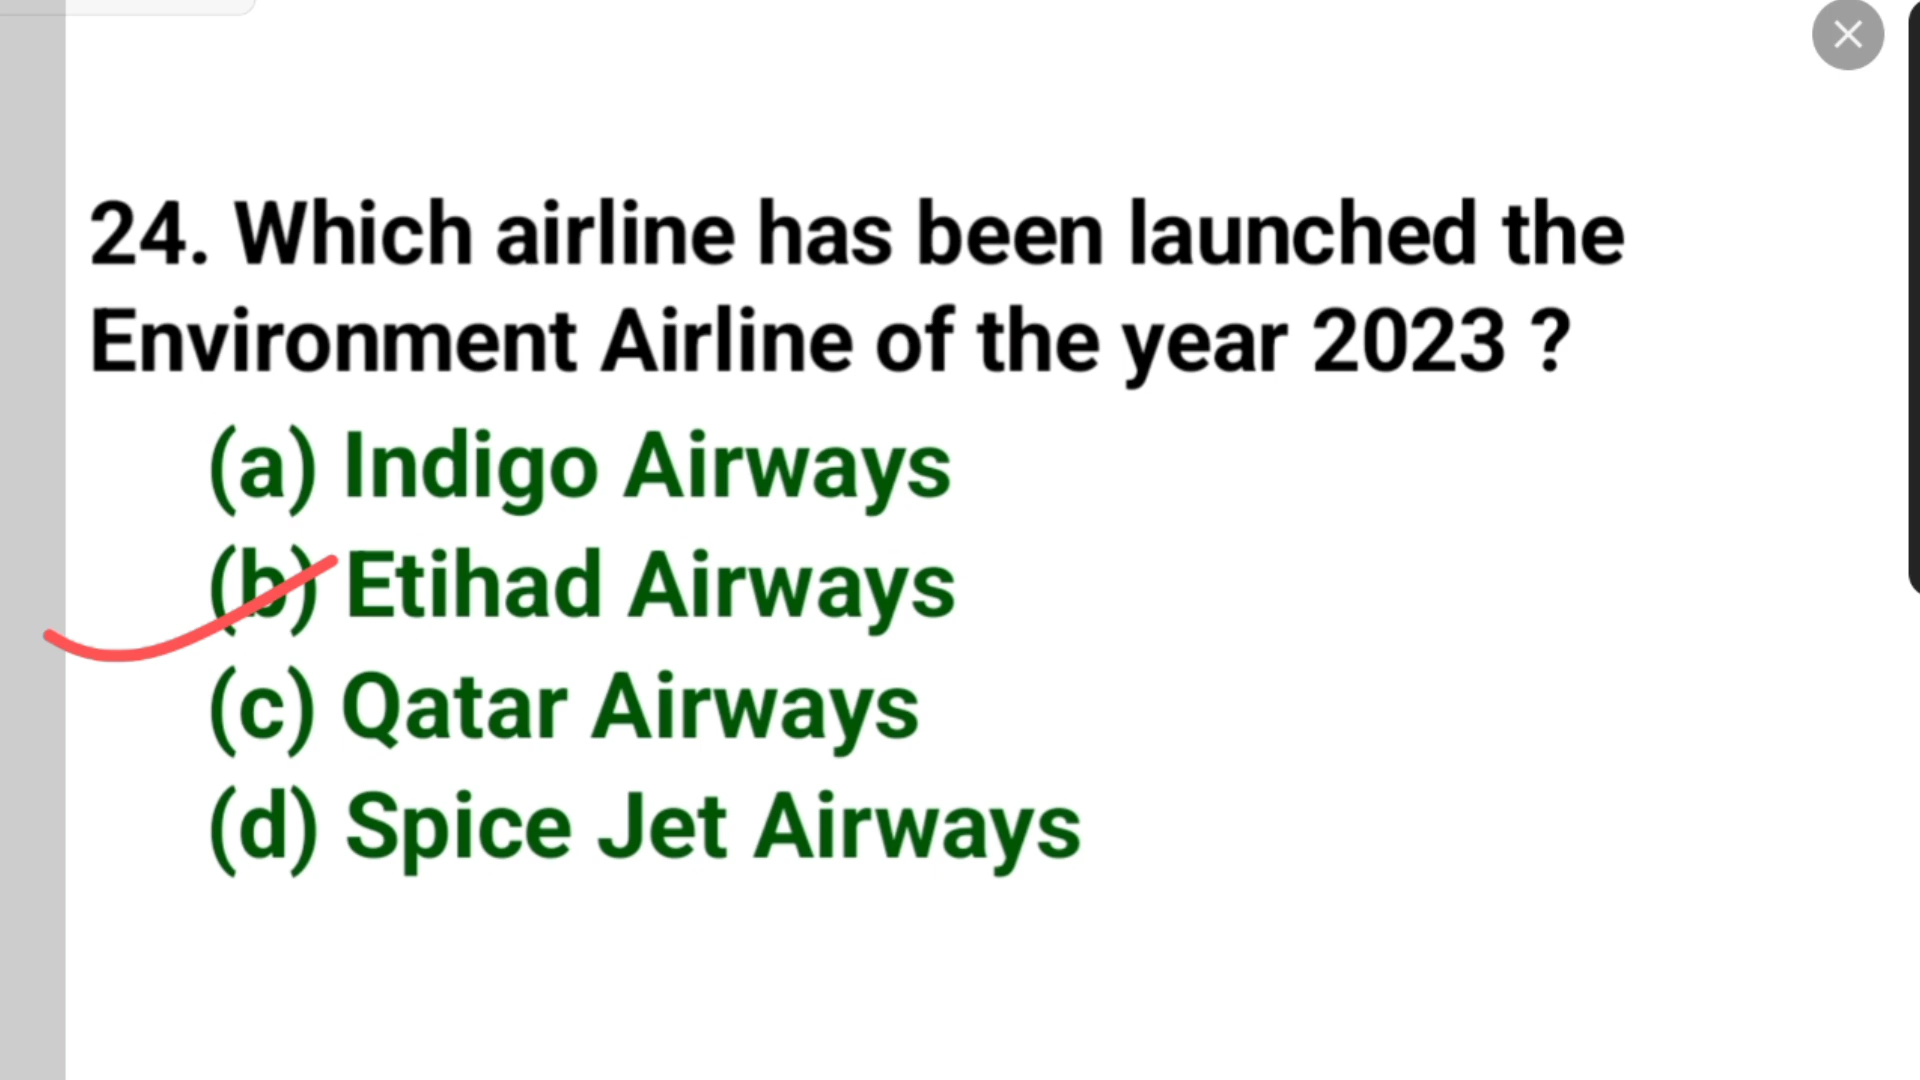 24. Which airline has been launched the
Environment Airline of the year 2023 ?
(a) Indigo Airways
(b) Etihad Airways
(c) Qatar Airways
(d) Spice Jet Airways